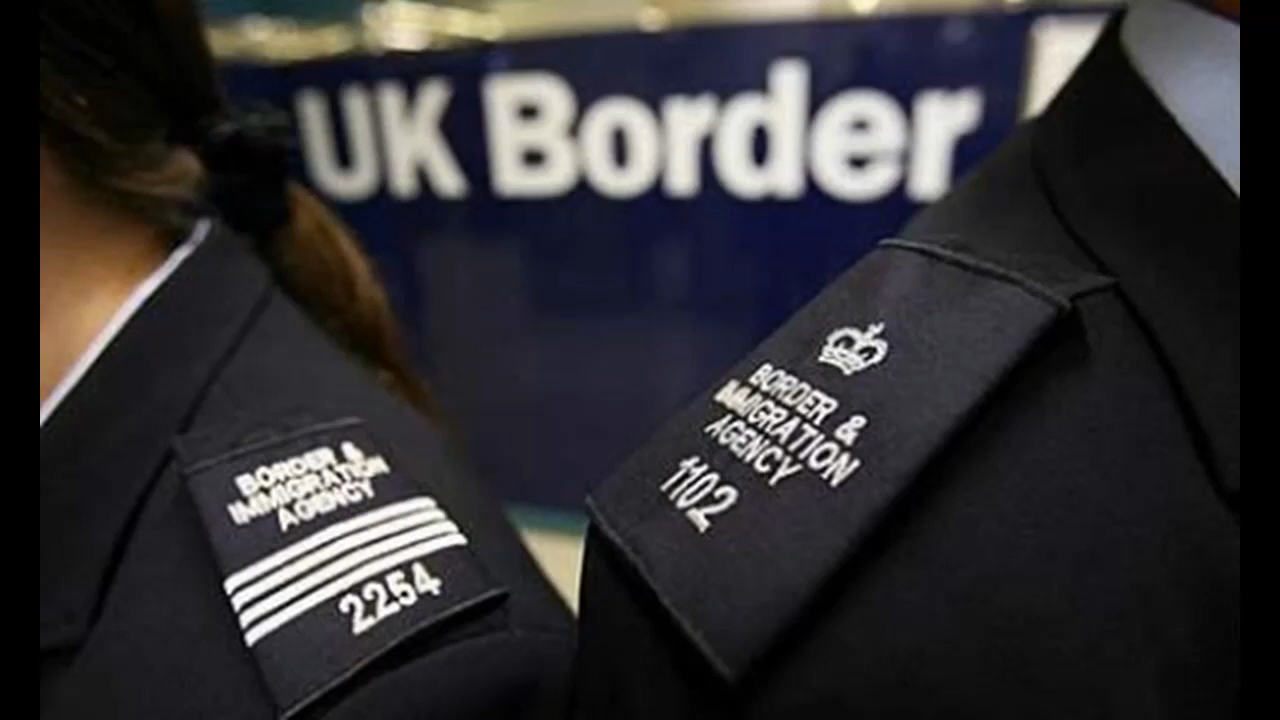 UK Border
BORDER &
IMMIGRATION
AGENCY
2254
BORDER &
IMMIGRATION
AGENCY
1102